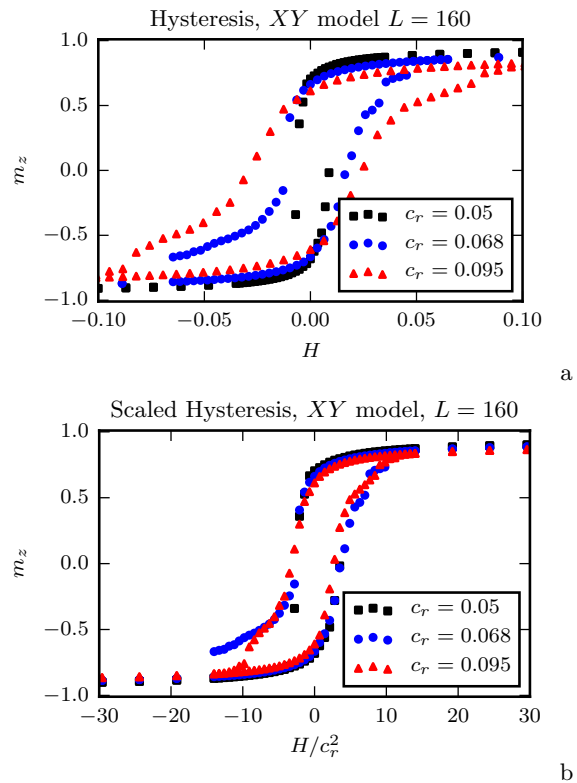 Hysteresis, XY model L = 160
1.0
0.5
0.0
−0.5
−1.0
m_z
c_r = 0.05
c_r = 0.068
c_r = 0.095
−0.10 −0.05 0.00 0.05 0.10
H
a
Scaled Hysteresis, XY model, L = 160
1.0
0.5
0.0
−0.5
−1.0
m_z
c_r = 0.05
c_r = 0.068
c_r = 0.095
−30 −20 −10 0 10 20 30
H/c_r^2
b